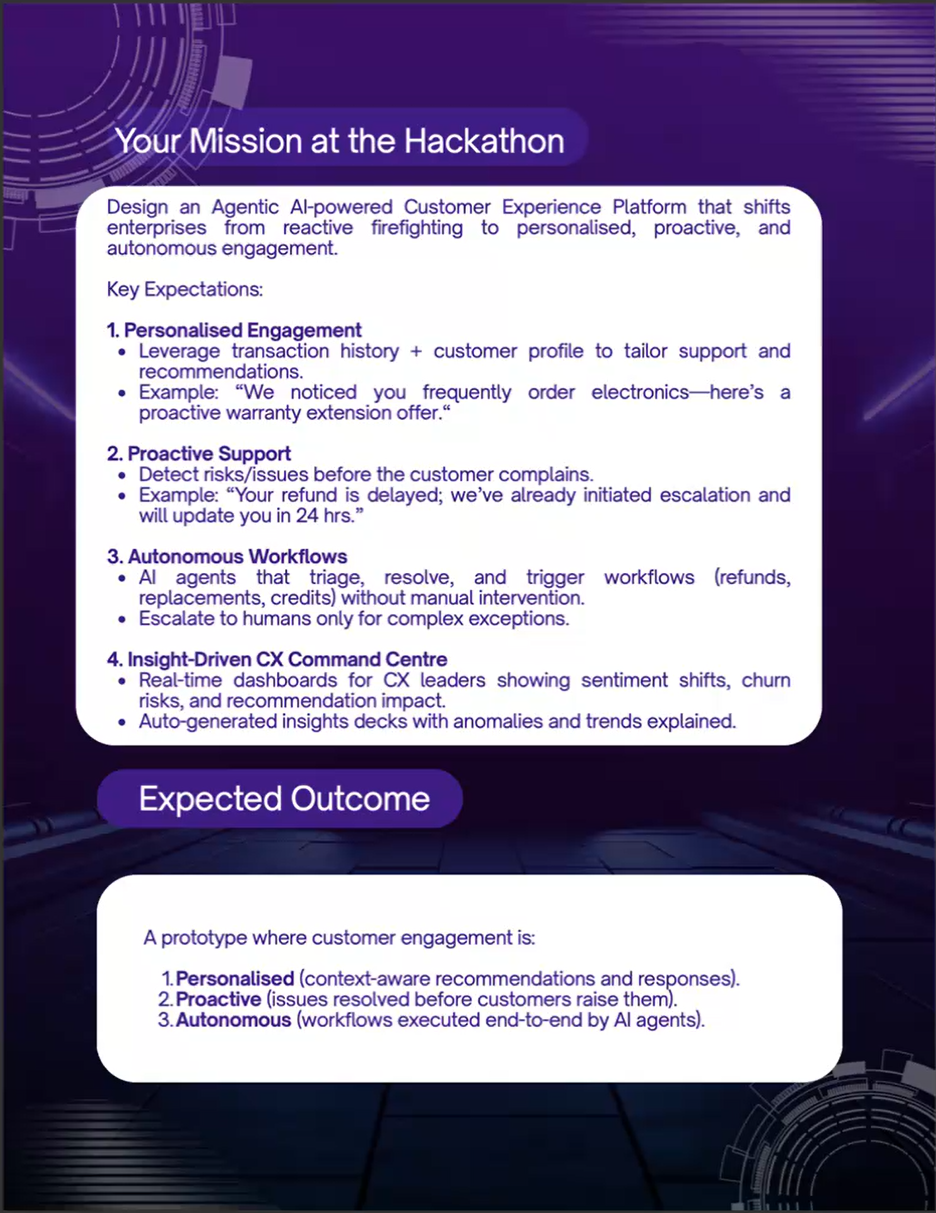 Your Mission at the Hackathon
Design an Agentic AI-powered Customer Experience Platform that shifts
enterprises from reactive firefighting to personalised, proactive, and
autonomous engagement.
Key Expectations:
1. Personalised Engagement
• Leverage transaction history + customer profile to tailor support and
recommendations.
• Example: “We noticed you frequently order electronics—here’s a
proactive warranty extension offer.“
2. Proactive Support
• Detect risks/issues before the customer complains.
• Example: “Your refund is delayed; we’ve already initiated escalation and
will update you in 24 hrs.”
3. Autonomous Workflows
• AI agents that triage, resolve, and trigger workflows (refunds,
replacements, credits) without manual intervention.
• Escalate to humans only for complex exceptions.
4. Insight-Driven CX Command Centre
• Real-time dashboards for CX leaders showing sentiment shifts, churn
risks, and recommendation impact.
• Auto-generated insights decks with anomalies and trends explained.
Expected Outcome
A prototype where customer engagement is:
1. Personalised (context-aware recommendations and responses).
2. Proactive (issues resolved before customers raise them).
3. Autonomous (workflows executed end-to-end by AI agents).